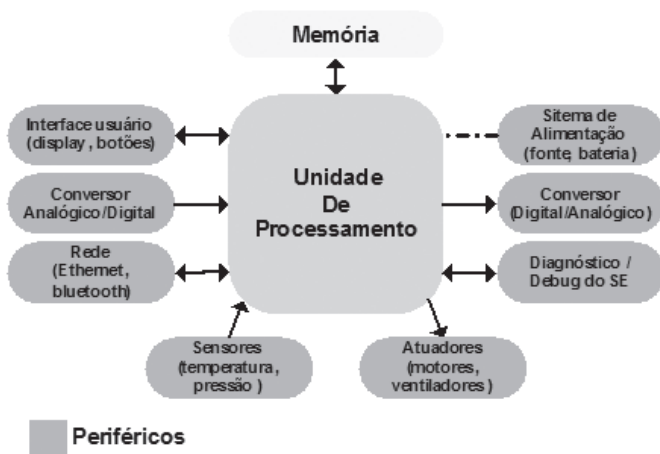 Memória
Interface usuário
(display , botões)
Conversor
Analógico/Digital
Rede
(Ethernet,
bluetooth)
Unidade
De
Processamento
Sitema de
Alimentação
(fonte, bateria)
Conversor
(Digital/Analógico)
Diagnóstico /
Debug do SE
Sensores
(temperatura,
pressão )
Atuadores
(motores,
ventiladores)
Periféricos